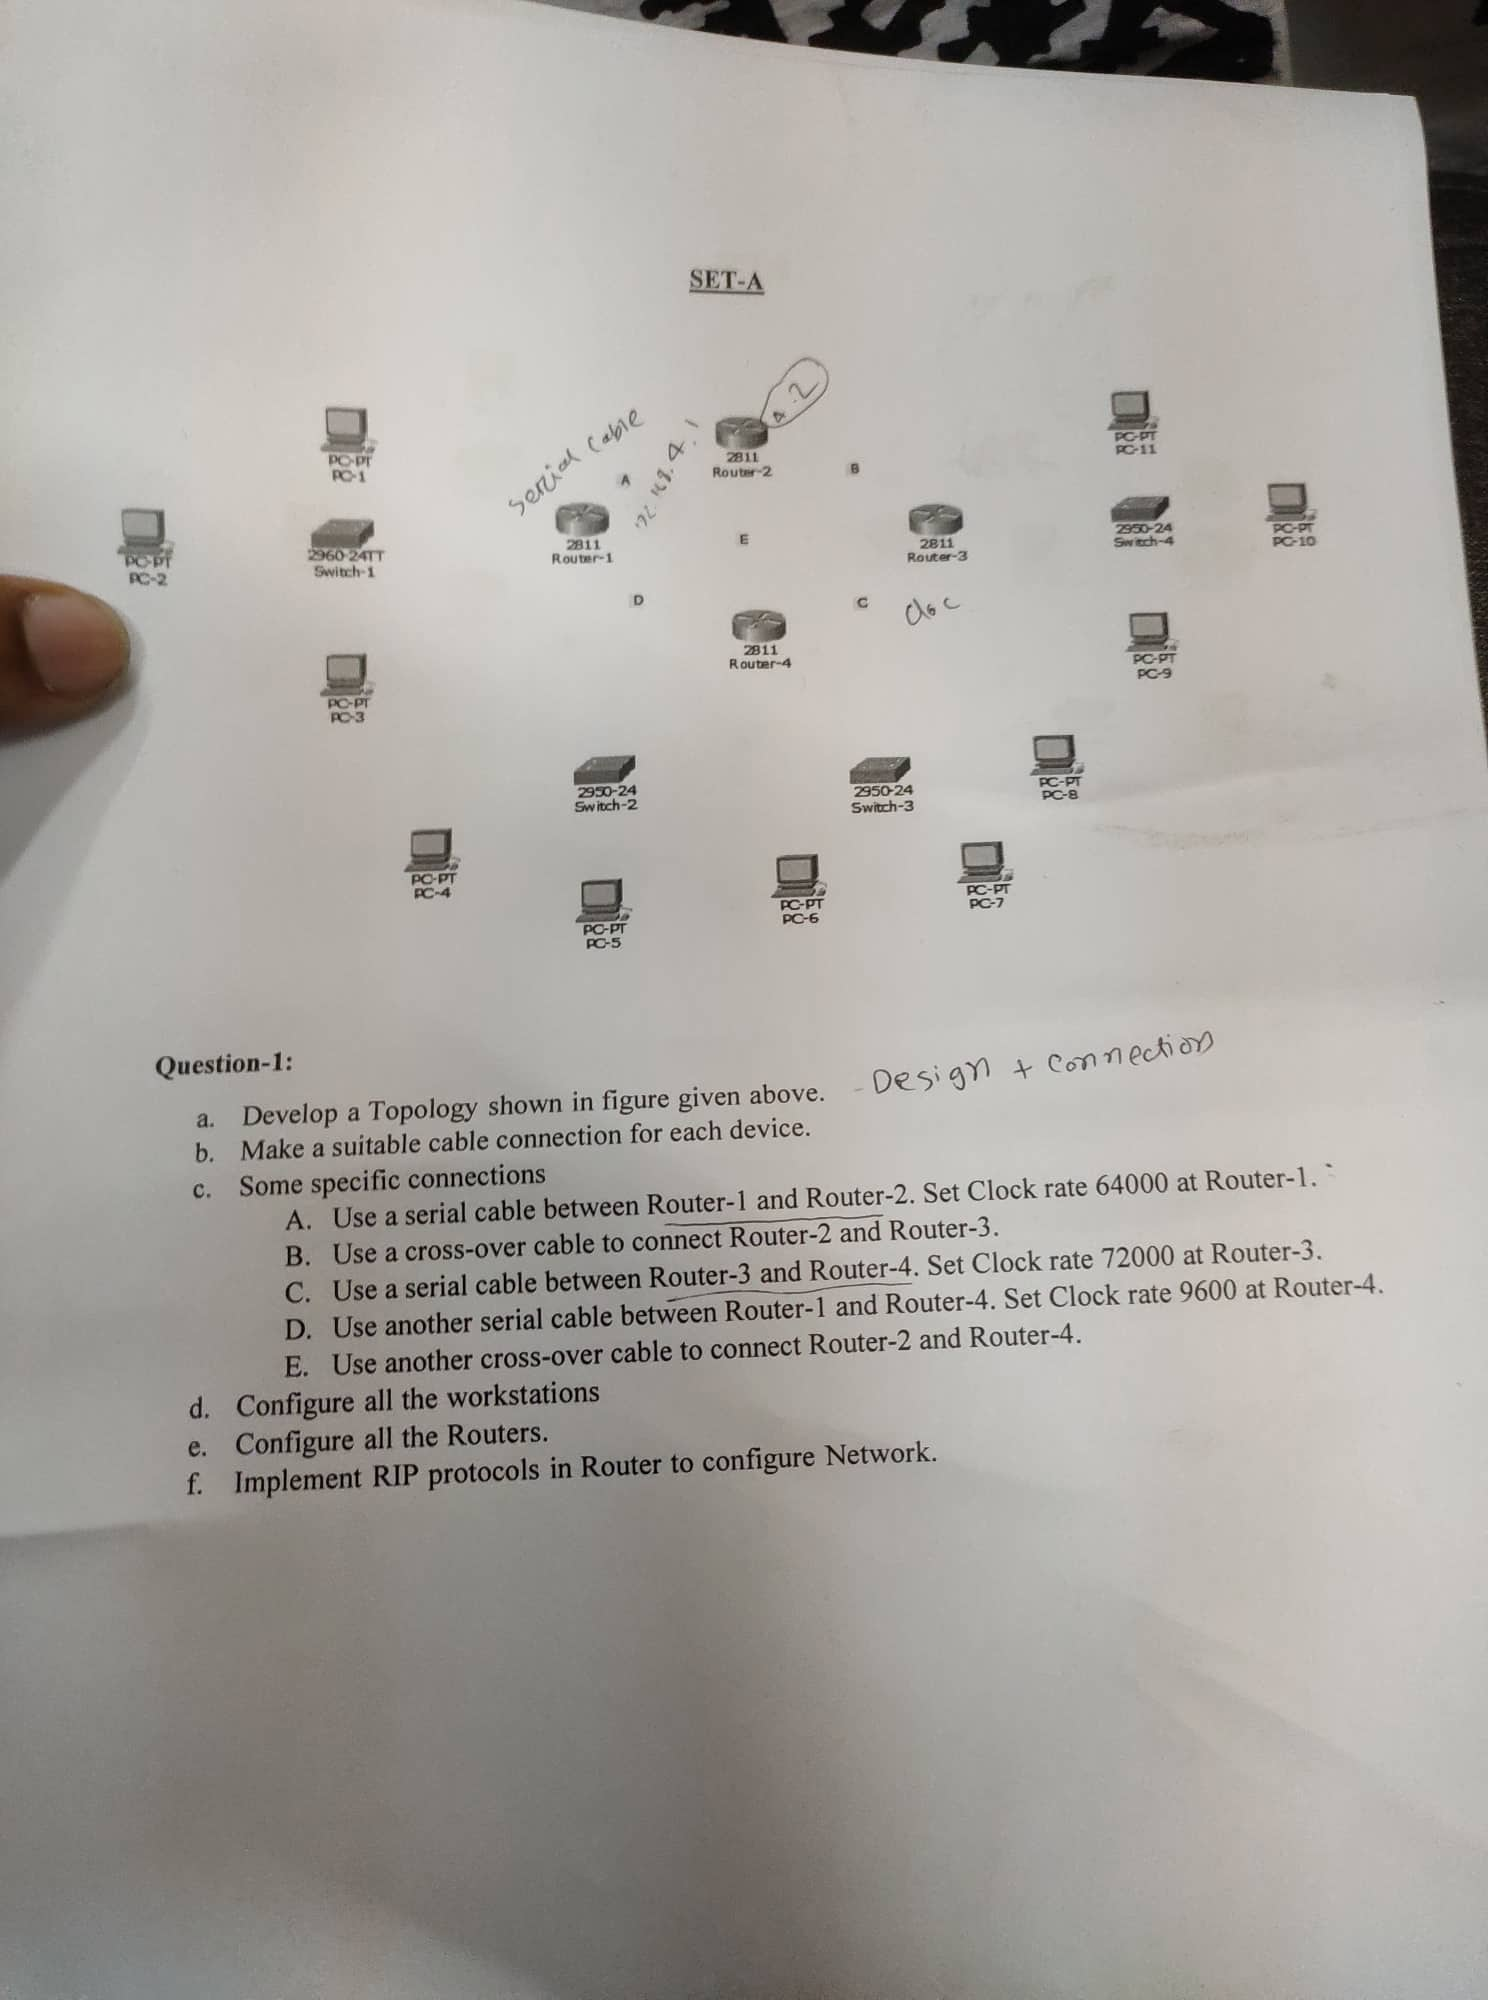 SET-A
Serial Cable
A
192.168.4.1
4.2
2811
Router-2
B
PC-PT
PC-11
PC-PT
PC-1
PC-PT
PC-2
2960-24TT
Switch-1
2811
Router-1
E
2811
Router-3
2950-24
Switch-4
PC-PT
PC-10
D
C
2811
Router-4
PC-PT
PC-9
PC-PT
PC-3
2950-24
Switch-2
2950-24
Switch-3
PC-PT
PC-8
PC-PT
PC-4
PC-PT
PC-5
PC-PT
PC-6
PC-PT
PC-7
Question-1:
a. Develop a Topology shown in figure given above. - Design + Connection
b. Make a suitable cable connection for each device.
c. Some specific connections
A. Use a serial cable between Router-1 and Router-2. Set Clock rate 64000 at Router-1.
B. Use a cross-over cable to connect Router-2 and Router-3.
C. Use a serial cable between Router-3 and Router-4. Set Clock rate 72000 at Router-3.
D. Use another serial cable between Router-1 and Router-4. Set Clock rate 9600 at Router-4.
E. Use another cross-over cable to connect Router-2 and Router-4.
d. Configure all the workstations
e. Configure all the Routers.
f. Implement RIP protocols in Router to configure Network.